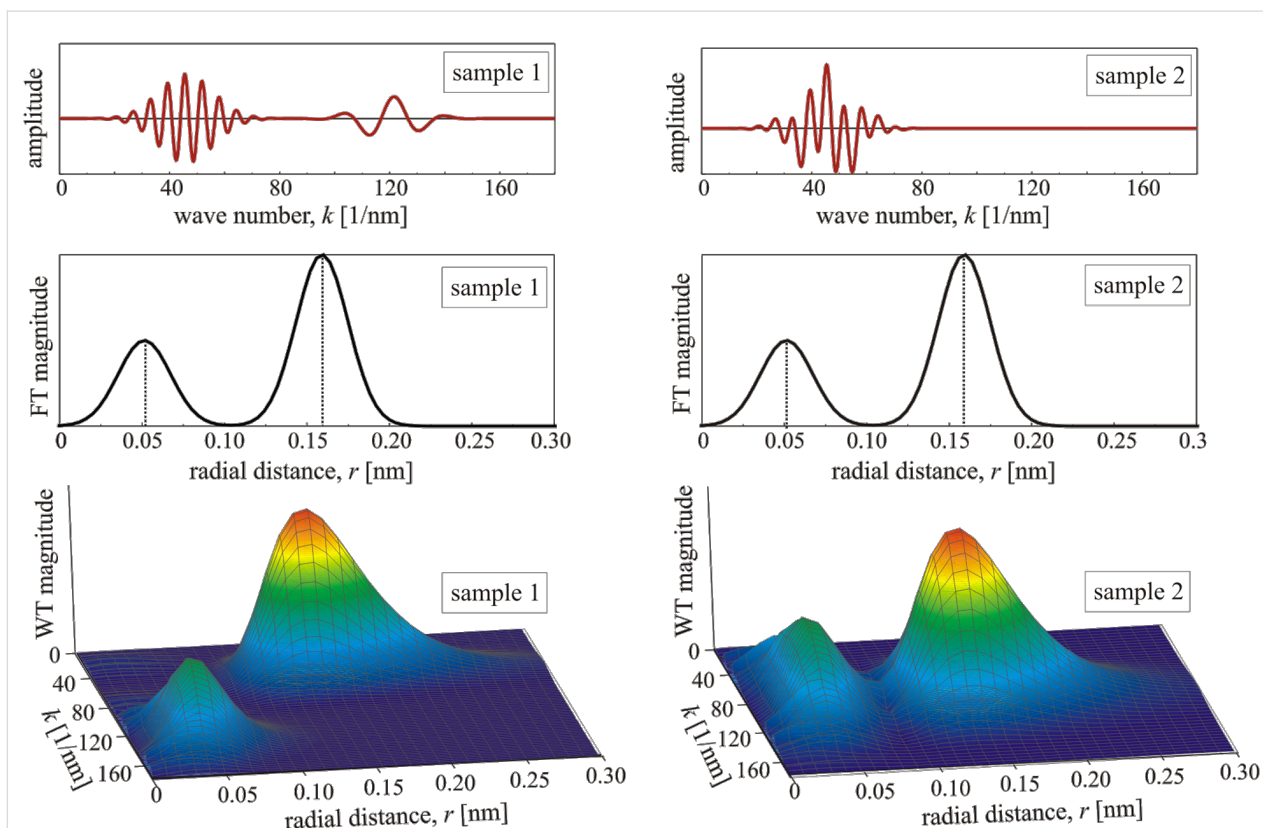 amplitude
sample 1
0 40 80 120 160
wave number, k [1/nm]
amplitude
sample 2
0 40 80 120 160
wave number, k [1/nm]
FT magnitude
sample 1
0 0.05 0.10 0.15 0.20 0.25 0.30
radial distance, r [nm]
FT magnitude
sample 2
0 0.05 0.10 0.15 0.20 0.25 0.3
radial distance, r [nm]
WT magnitude
sample 1
0
40
80
120
160
k [1/nm]
0 0.05 0.10 0.15 0.20 0.25 0.30
radial distance, r [nm]
WT magnitude
sample 2
0
40
80
120
160
k [1/nm]
0 0.05 0.10 0.15 0.20 0.25 0.30
radial distance, r [nm]